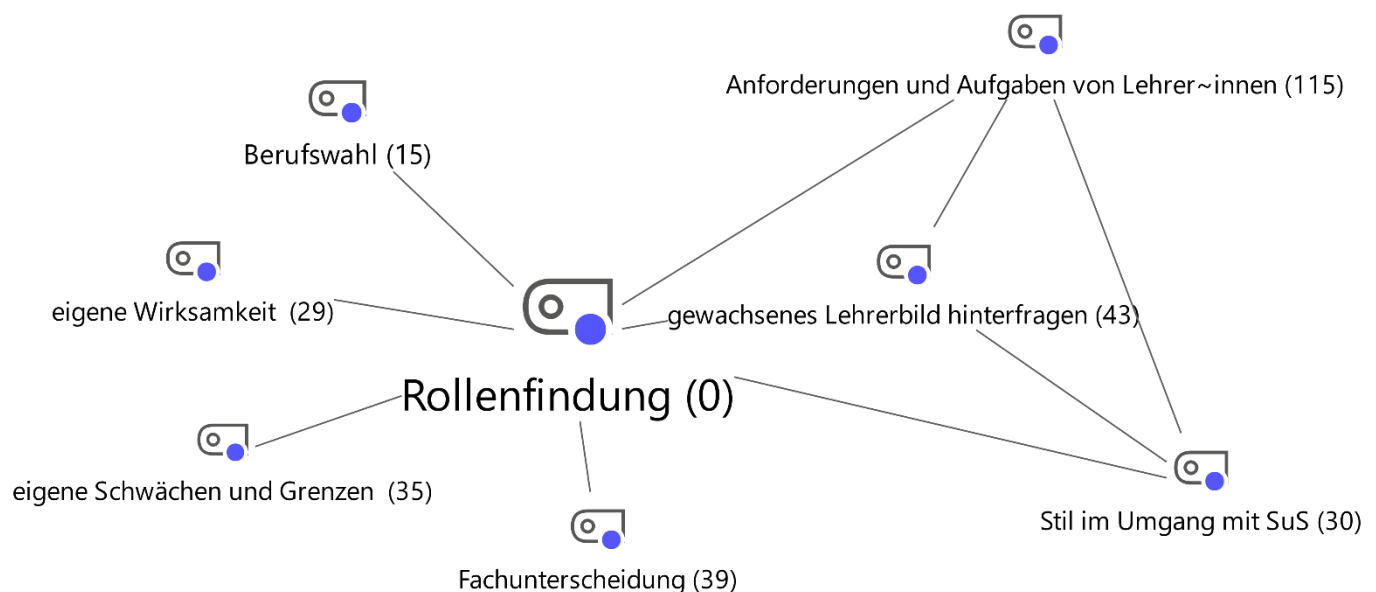 Anforderungen und Aufgaben von Lehrer~innen (115)
Berufswahl (15)
eigene Wirksamkeit (29)
gewachsenes Lehrerbild hinterfragen (43)
Rollenfindung (0)
eigene Schwächen und Grenzen (35)
Stil im Umgang mit SuS (30)
Fachunterscheidung (39)